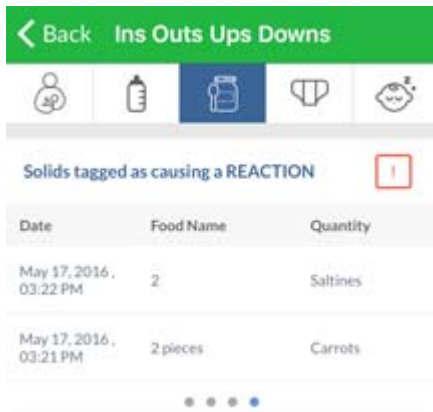 Back Ins Outs Ups Downs
Solids tagged as causing a REACTION !
Date Food Name Quantity
May 17, 2016, 2 Saltines
03:22 PM
May 17, 2016, 2 pieces Carrots
03:21 PM